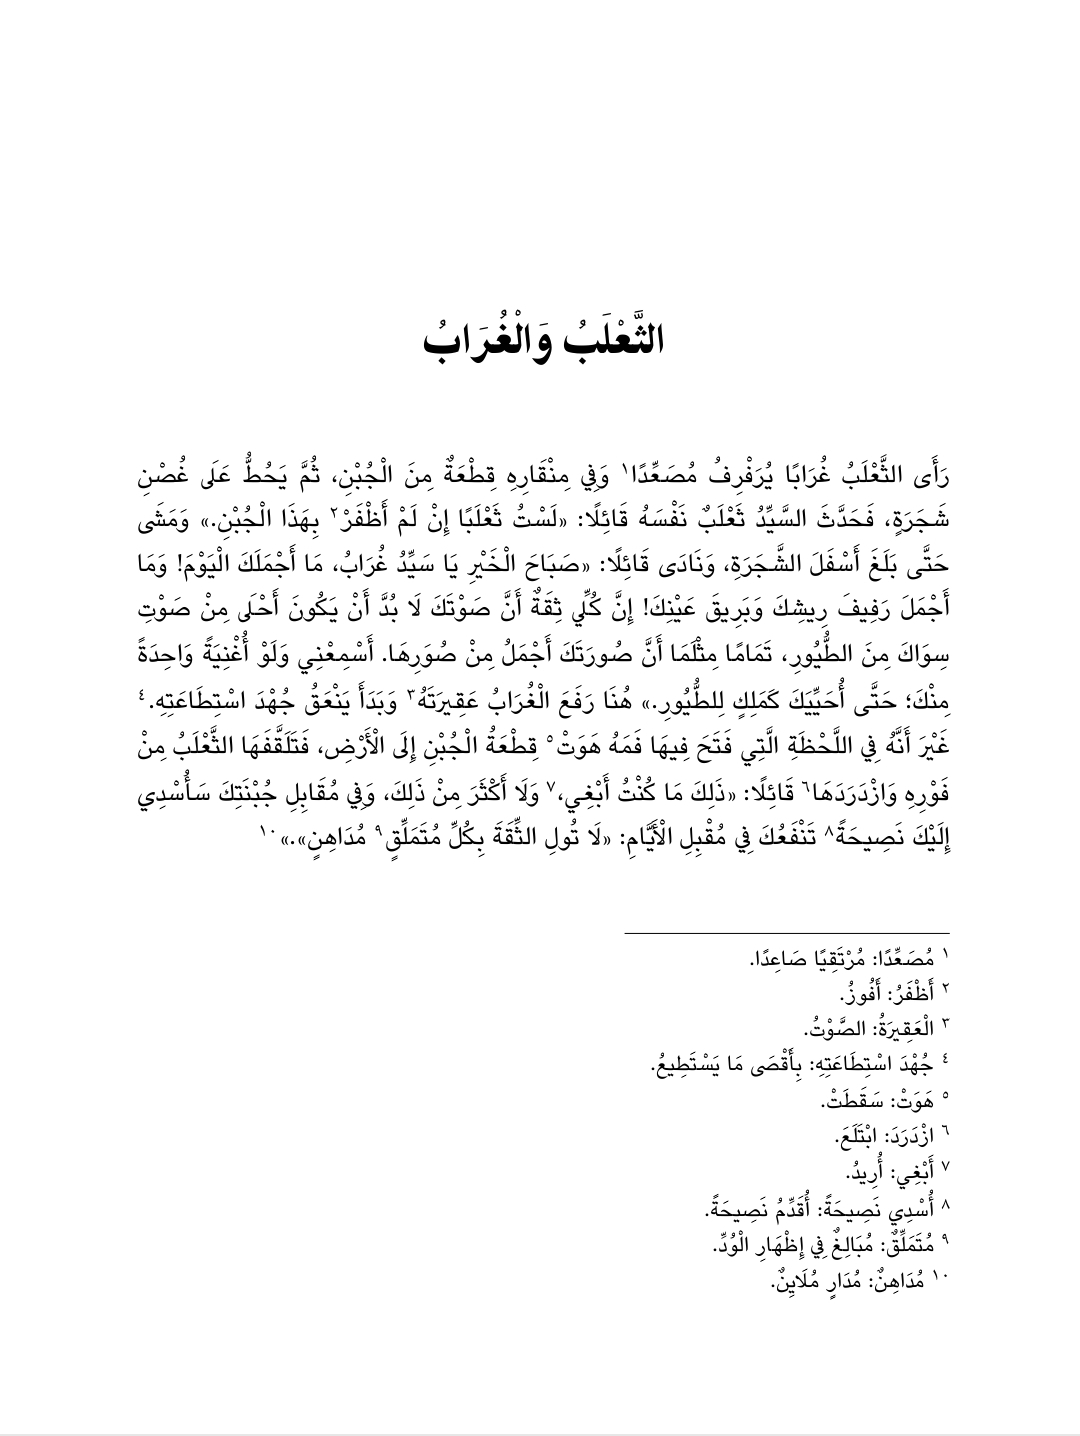 الثَّعْلَبُ وَالْغُرَابُ
رَأَى الثَّعْلَبُ غُرَابًا يُرَفْرِفُ مُصَعِّدًا١ وَفِي مِنْقَارِهِ قِطْعَةٌ مِنَ الْجُبْنِ، ثُمَّ يَحُطُّ عَلَى غُصْنِ
شَجَرَةٍ، فَحَدَّثَ السَّيِّدُ ثَعْلَبٌ نَفْسَهُ قَائِلًا: «لَسْتُ ثَعْلَبًا إِنْ لَمْ أَظْفَرْ٢ بِهَذَا الْجُبْنِ.» وَمَشَى
حَتَّى بَلَغَ أَسْفَلَ الشَّجَرَةِ، وَنَادَى قَائِلًا: «صَبَاحَ الْخَيْرِ يَا سَيِّدُ غُرَابُ، مَا أَجْمَلَكَ الْيَوْمَ! وَمَا
أَجْمَلَ رَفِيفَ رِيشِكَ وَبَرِيقَ عَيْنِكَ! إِنَّ كُلِّي ثِقَةٌ أَنَّ صَوْتَكَ لَا بُدَّ أَنْ يَكُونَ أَحْلَى مِنْ صَوْتِ
سِوَاكَ مِنَ الطُّيُورِ، تَمَامًا مِثْلَمَا أَنَّ صُورَتَكَ أَجْمَلُ مِنْ صُوَرِهَا. أَسْمِعْنِي وَلَوْ أُغْنِيَةً وَاحِدَةً
مِنْكَ؛ حَتَّى أُحَيِّيَكَ كَمَلِكٍ لِلطُّيُورِ.» هُنَا رَفَعَ الْغُرَابُ عَقِيرَتَهُ٣ وَبَدَأَ يَنْعَقُ جُهْدَ اسْتِطَاعَتِهِ.٤
غَيْرَ أَنَّهُ فِي اللَّحْظَةِ الَّتِي فَتَحَ فِيهَا فَمَهُ هَوَتْ٥ قِطْعَةُ الْجُبْنِ إِلَى الْأَرْضِ، فَتَلَقَّفَهَا الثَّعْلَبُ مِنْ
فَوْرِهِ وَازْدَرَدَهَا٦ قَائِلًا: «ذَلِكَ مَا كُنْتُ أَبْغِي،٧ وَلَا أَكْثَرَ مِنْ ذَلِكَ، وَفِي مُقَابِلِ جُبْنَتِكَ سَأُسْدِي
إِلَيْكَ نَصِيحَةً٨ تَنْفَعُكَ فِي مُقْبِلِ الْأَيَّامِ: «لَا تُولِ الثِّقَةَ بِكُلِّ مُتَمَلِّقٍ٩ مُدَاهِنٍ».»١٠
١ مُصَعِّدًا: مُرْتَقِيًا صَاعِدًا.
٢ أَظْفَرُ: أَفُوزُ.
٣ الْعَقِيرَةُ: الصَّوْتُ.
٤ جُهْدَ اسْتِطَاعَتِهِ: بِأَقْصَى مَا يَسْتَطِيعُ.
٥ هَوَتْ: سَقَطَتْ.
٦ ازْدَرَدَ: ابْتَلَعَ.
٧ أَبْغِي: أُرِيدُ.
٨ أُسْدِي نَصِيحَةً: أُقَدِّمُ نَصِيحَةً.
٩ مُتَمَلِّقٌ: مُبَالِغٌ فِي إِظْهَارِ الْوُدِّ.
١٠ مُدَاهِنٌ: مُدَارٍ مُلَايِنٌ.